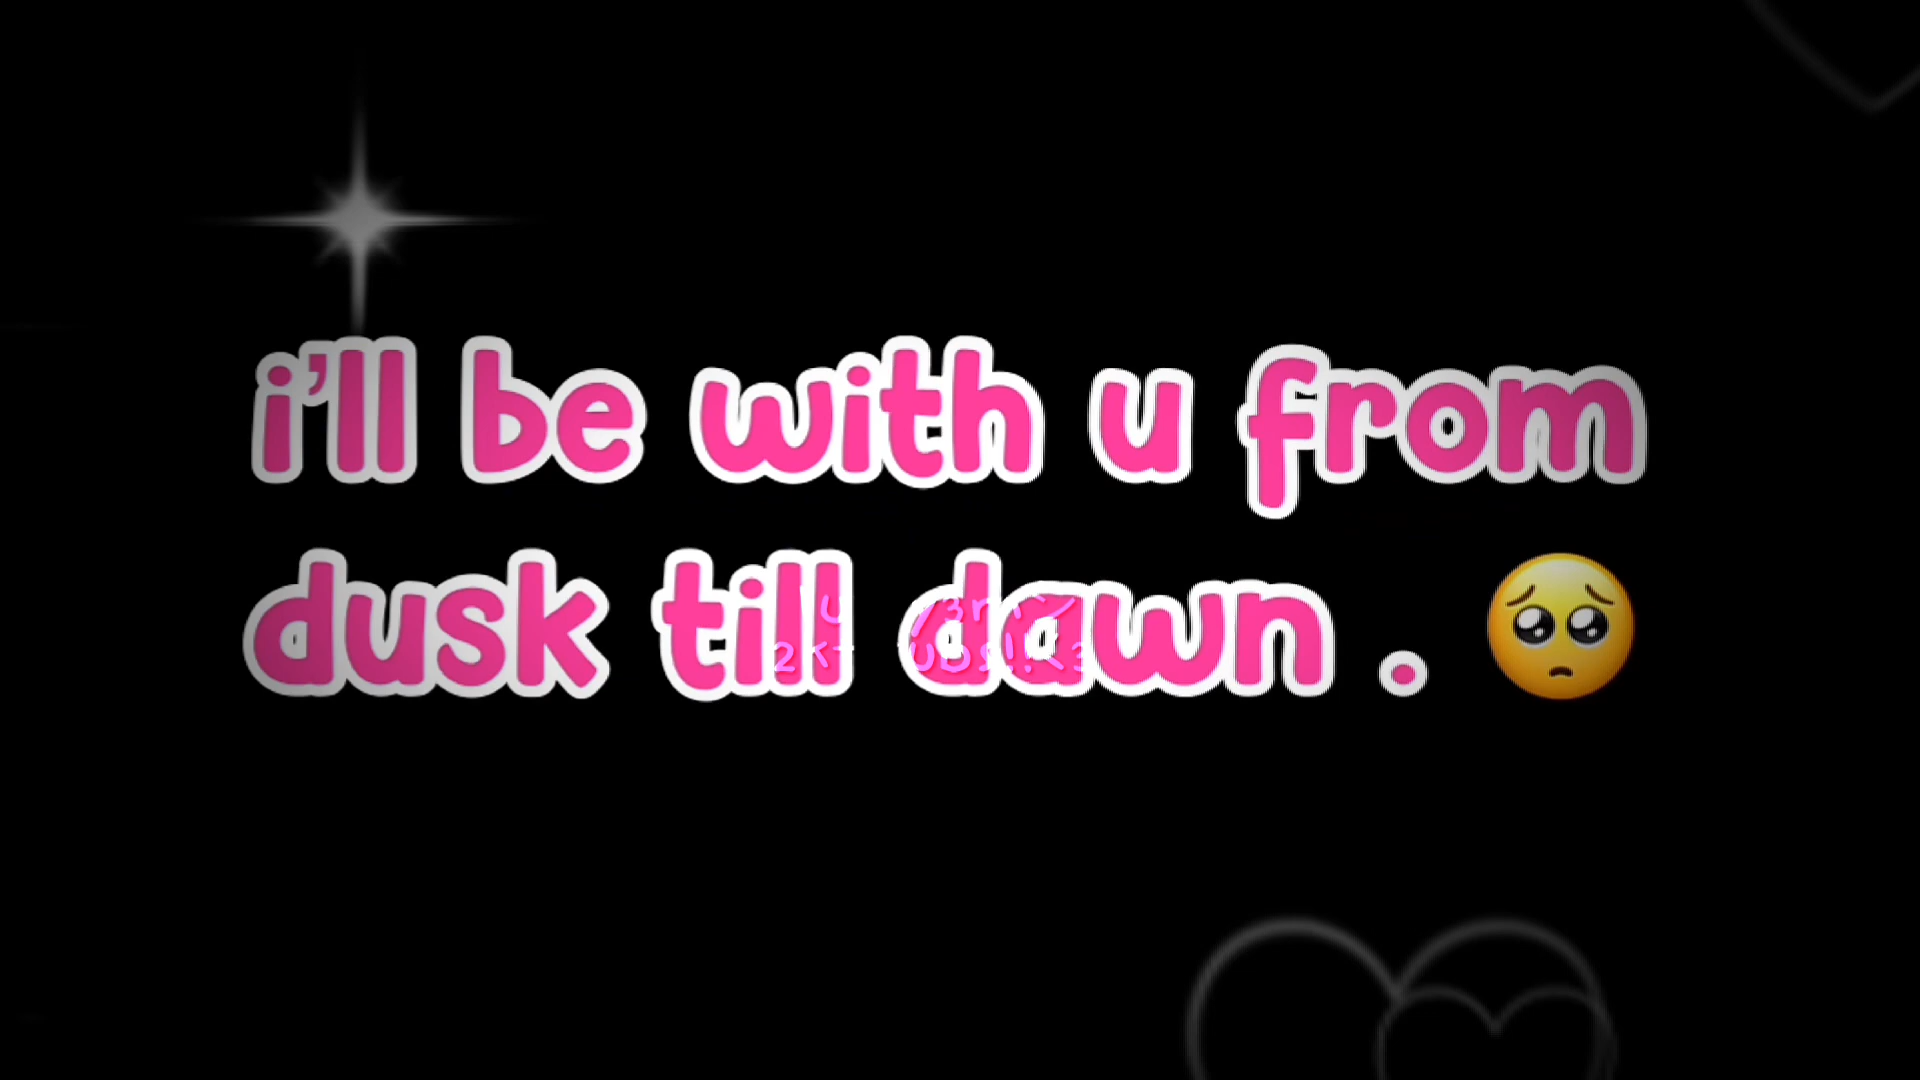 i'll be with u from
dusk till dawn . 🥺